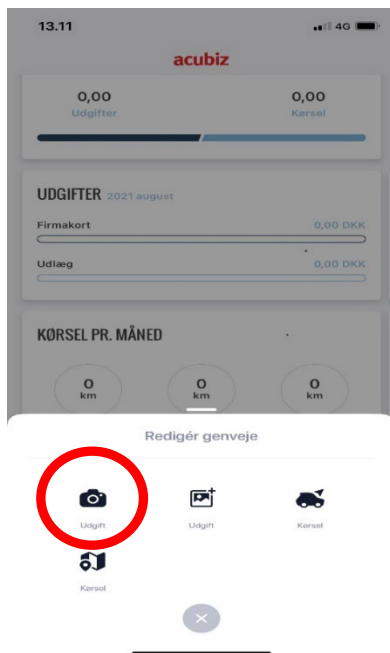 13.11 4G
acubiz
0,00 0,00
Udgifter Kørsel
UDGIFTER 2021 august
Firmakort 0,00 DKK
Udlæg 0,00 DKK
KØRSEL PR. MÅNED
0 0 0
km km km
Redigér genveje
Udgift Udgift Kørsel
Kørsel